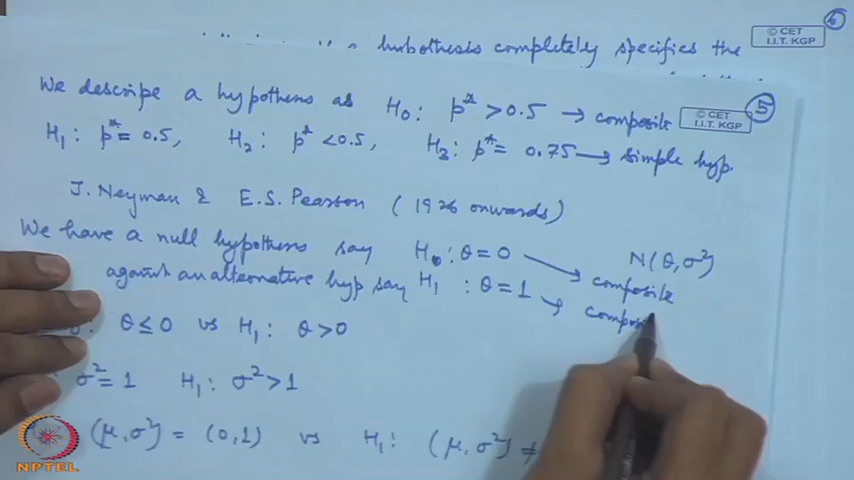 hypothesis completely specifies the
© CET
I.I.T. KGP
6
We describe a hypothesis as H₀: p* > 0.5 → composite
© CET
I.I.T. KGP
5
H₁: p* = 0.5, H₂: p* < 0.5, H₃: p* = 0.75 → simple hyp.
J. Neyman & E.S. Pearson (1926 onwards)
We have a null hypothesis say H₀: θ = 0 → composite
N(θ, σ²)
against an alternative hyp say H₁: θ = 1 →
θ ≤ 0 vs H₁: θ > 0
σ² = 1 H₁: σ² > 1
(μ, σ²) = (0, 1) vs H₁: (μ, σ²) ≠
NPTEL